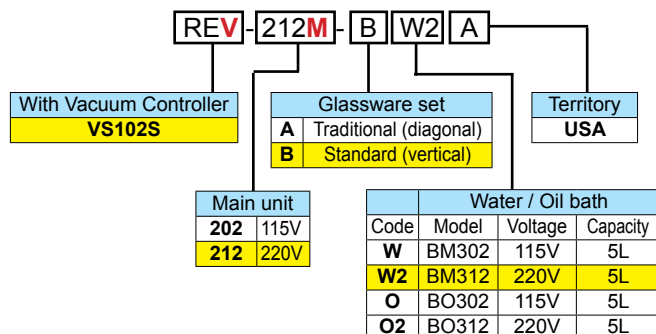 REV-212M-B W2 A
With Vacuum Controller
VS102S
Glassware set
A Traditional (diagonal)
B Standard (vertical)
Territory
USA
Main unit
202 115V
212 220V
Water / Oil bath
Code Model Voltage Capacity
W BM302 115V 5L
W2 BM312 220V 5L
O BO302 115V 5L
O2 BO312 220V 5L